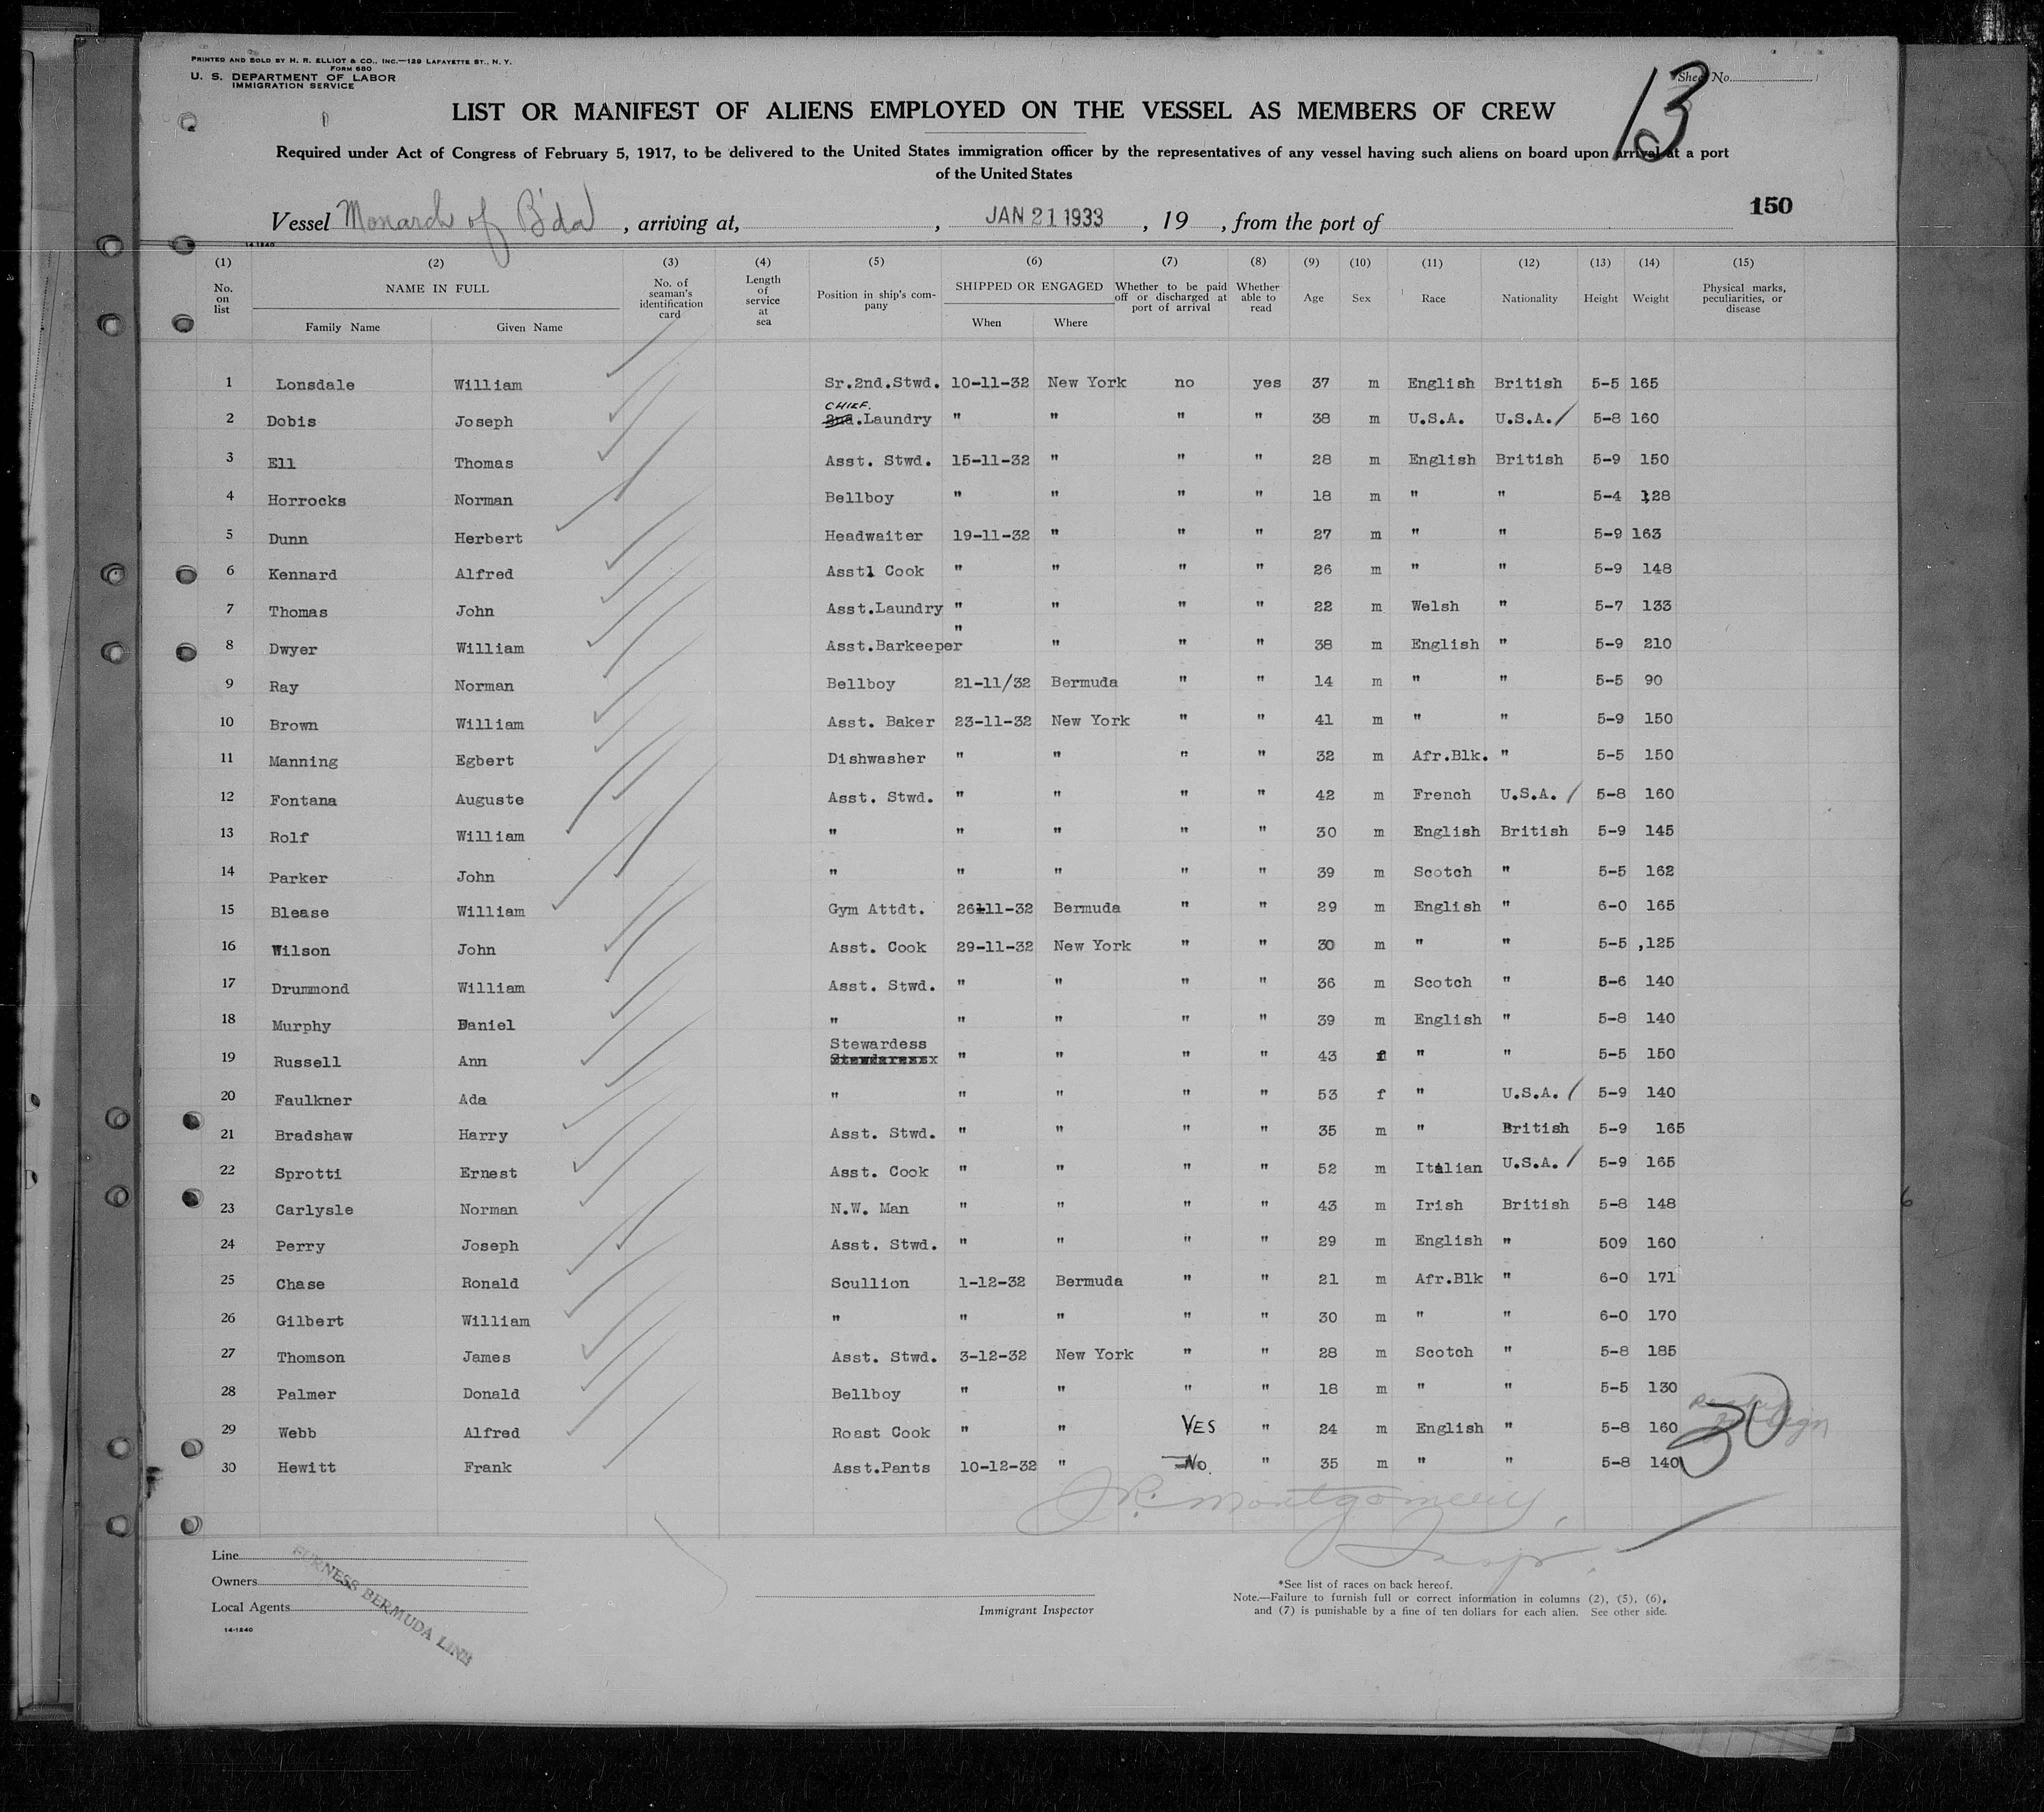 PRINTED AND SOLD BY H. R. ELLIOT & CO., INC.—129 LAFAYETTE ST., N. Y.
FORM 680
U. S. DEPARTMENT OF LABOR
IMMIGRATION SERVICE
Sheet No.
13
LIST OR MANIFEST OF ALIENS EMPLOYED ON THE VESSEL AS MEMBERS OF CREW
Required under Act of Congress of February 5, 1917, to be delivered to the United States immigration officer by the representatives of any vessel having such aliens on board upon arrival at a port
of the United States
150
Vessel Monarch of B'da, arriving at, , JAN 21 1933, 19 , from the port of
14-1240
(1) (2) (3) (4) (5) (6) (7) (8) (9) (10) (11) (12) (13) (14) (15)
No. on list NAME IN FULL Family Name Given Name No. of seaman's identification card Length of service at sea Position in ship's company SHIPPED OR ENGAGED When Where Whether to be paid off or discharged at port of arrival Whether able to read Age Sex Race Nationality Height Weight Physical marks, peculiarities, or disease
1 Lonsdale William Sr.2nd.Stwd. 10-11-32 New York no yes 37 m English British 5-5 165
CHIEF.
2 Dobis Joseph 2nd.Laundry " " " " 38 m U.S.A. U.S.A. / 5-8 160
3 Ell Thomas Asst. Stwd. 15-11-32 " " " 28 m English British 5-9 150
4 Horrocks Norman Bellboy " " " " 18 m " " 5-4 128
5 Dunn Herbert Headwaiter 19-11-32 " " " 27 m " " 5-9 163
6 Kennard Alfred Asstl Cook " " " " 26 m " " 5-9 148
7 Thomas John Asst.Laundry " " " " 22 m Welsh " 5-7 133
8 Dwyer William Asst.Barkeeper " " " " 38 m English " 5-9 210
9 Ray Norman Bellboy 21-11/32 Bermuda " " 14 m " " 5-5 90
10 Brown William Asst. Baker 23-11-32 New York " " 41 m " " 5-9 150
11 Manning Egbert Dishwasher " " " " 32 m Afr.Blk. " 5-5 150
12 Fontana Auguste Asst. Stwd. " " " " 42 m French U.S.A. / 5-8 160
13 Rolf William " " " " " 30 m English British 5-9 145
14 Parker John " " " " " 39 m Scotch " 5-5 162
15 Blease William Gym Attdt. 26-11-32 Bermuda " " 29 m English " 6-0 165
16 Wilson John Asst. Cook 29-11-32 New York " " 30 m " " 5-5 ,125
17 Drummond William Asst. Stwd. " " " " 36 m Scotch " 5-6 140
18 Murphy Daniel " " " " " 39 m English " 5-8 140
19 Russell Ann Stewardess " " " " 43 f " " 5-5 150
20 Faulkner Ada " " " " " 53 f " U.S.A. / 5-9 140
21 Bradshaw Harry Asst. Stwd. " " " " 35 m " British 5-9 165
22 Sprotti Ernest Asst. Cook " " " " 52 m Italian U.S.A. / 5-9 165
23 Carlysle Norman N.W. Man " " " " 43 m Irish British 5-8 148
24 Perry Joseph Asst. Stwd. " " " " 29 m English " 509 160
25 Chase Ronald Scullion 1-12-32 Bermuda " " 21 m Afr.Blk " 6-0 171
26 Gilbert William " " " " " 30 m " " 6-0 170
27 Thomson James Asst. Stwd. 3-12-32 New York " " 28 m Scotch " 5-8 185
28 Palmer Donald Bellboy " " " " 18 m " " 5-5 130
29 Webb Alfred Roast Cook " " YES " 24 m English " 5-8 160
30
30 Hewitt Frank Asst.Pants 10-12-32 " No. " 35 m " " 5-8 140
J.R. Montgomery,
Insp.
Line
Owners
Local Agents
FURNESS BERMUDA LINE
14-1240
Immigrant Inspector
*See list of races on back hereof.
Note.—Failure to furnish full or correct information in columns (2), (5), (6),
and (7) is punishable by a fine of ten dollars for each alien. See other side.